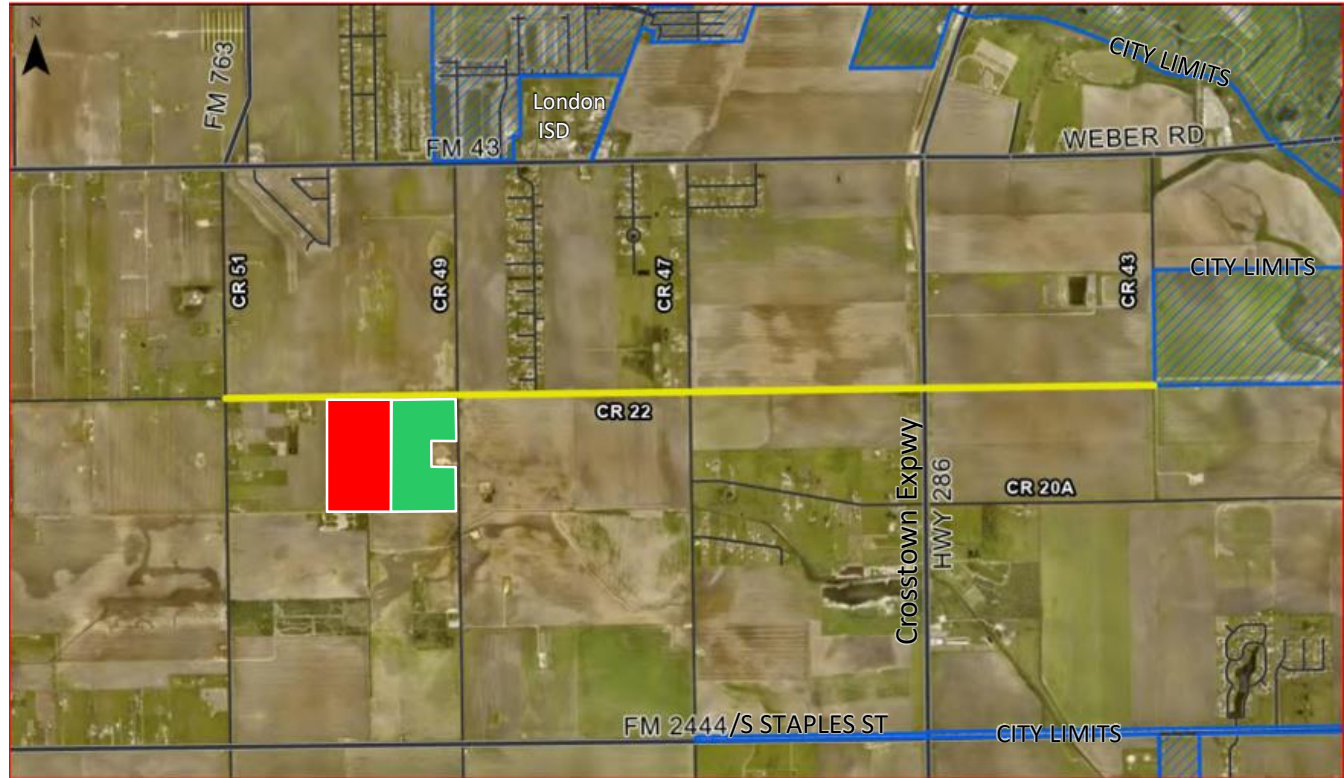 N
FM 763
CITY LIMITS
London
ISD
FM 43
WEBER RD
CR 51
CR 49
CR 47
CR 43
CITY LIMITS
CR 22
Crosstown Expwy
HWY 286
CR 20A
FM 2444/S STAPLES ST
CITY LIMITS